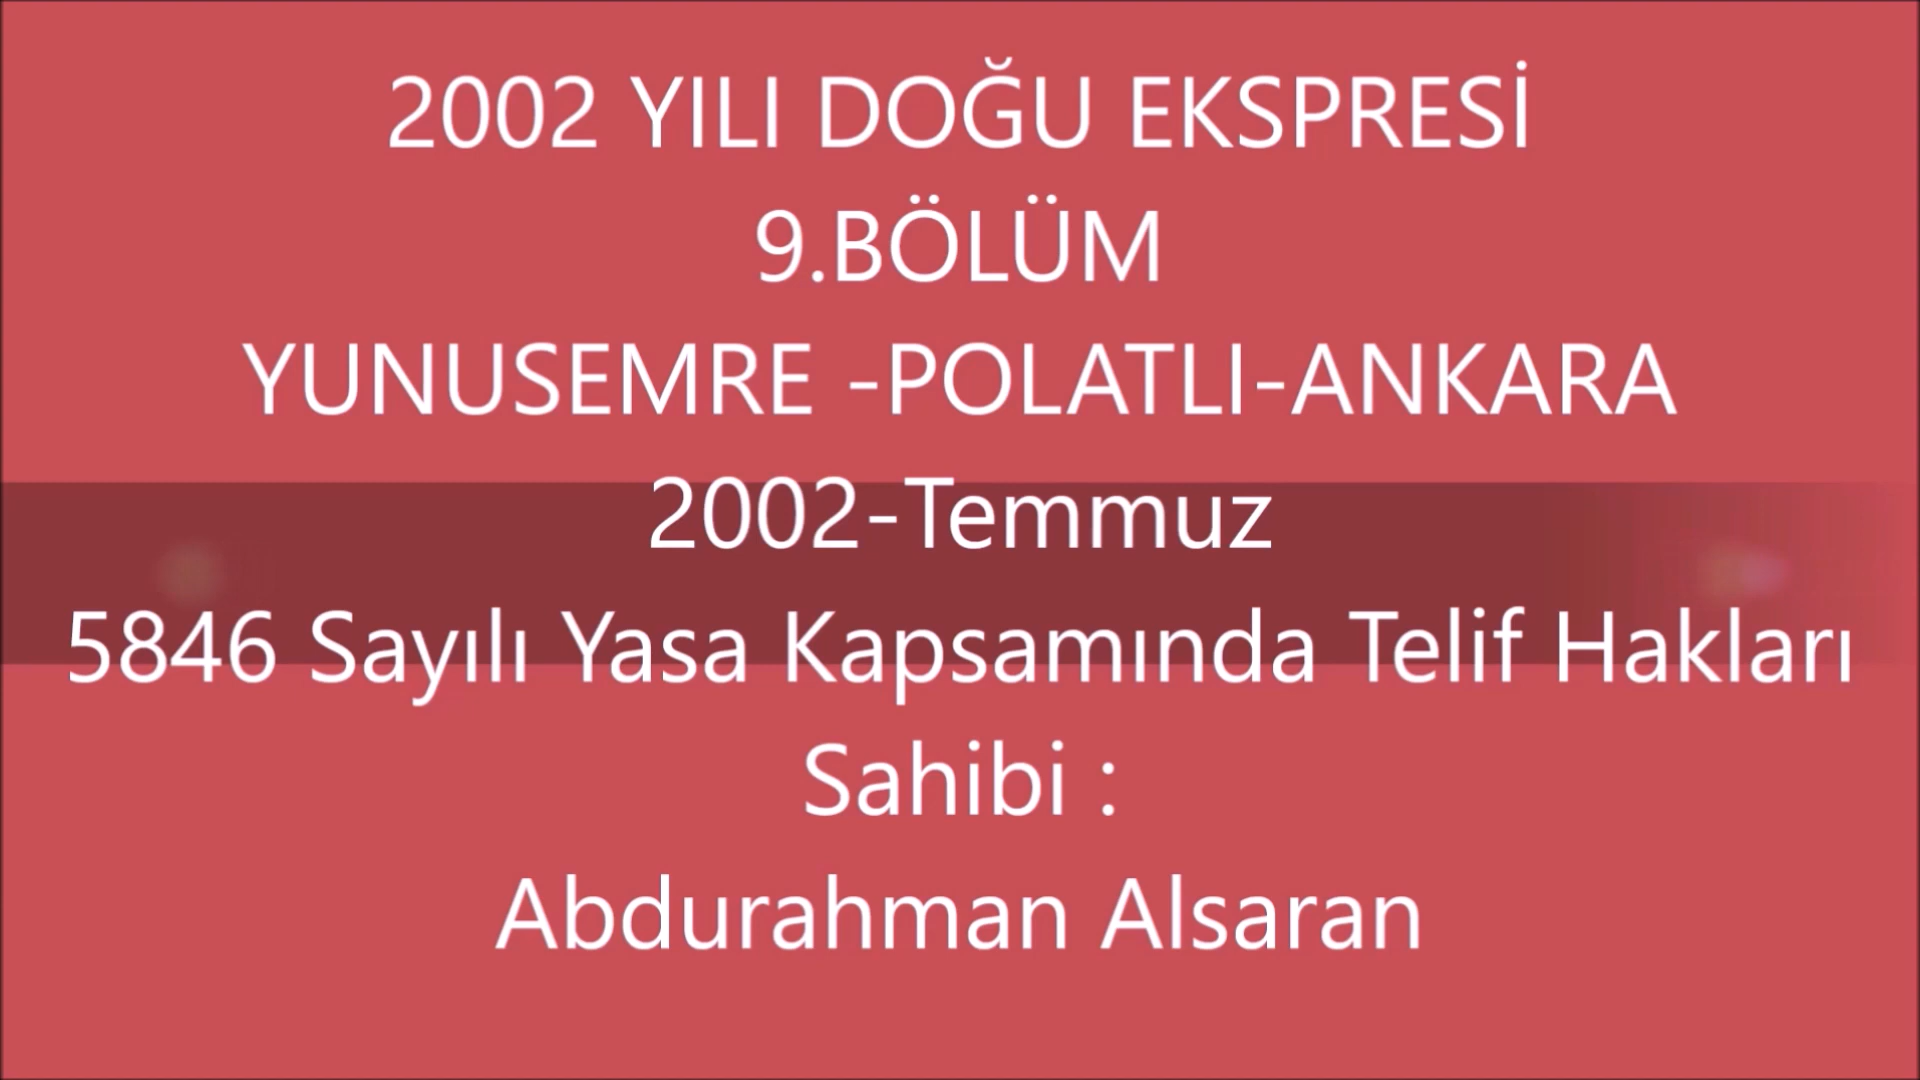 2002 YILI DOĞU EKSPRESİ
9.BÖLÜM
YUNUSEMRE -POLATLI-ANKARA
2002-Temmuz
5846 Sayılı Yasa Kapsamında Telif Hakları
Sahibi :
Abdurahman Alsaran